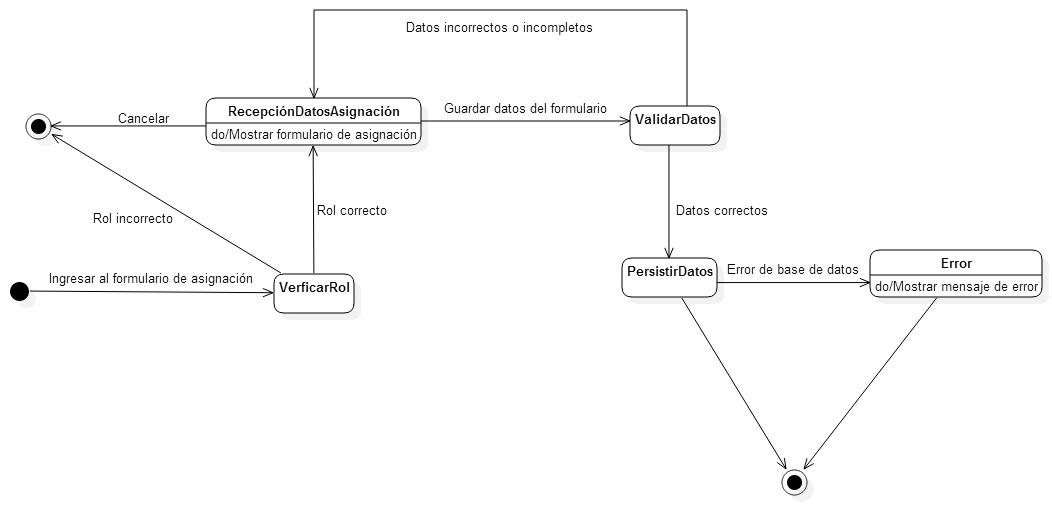 Datos incorrectos o incompletos
RecepciónDatosAsignación
do/Mostrar formulario de asignación
Cancelar
Guardar datos del formulario
ValidarDatos
Rol incorrecto
Rol correcto
Datos correctos
Ingresar al formulario de asignación
VerficarRol
PersistirDatos
Error de base de datos
Error
do/Mostrar mensaje de error